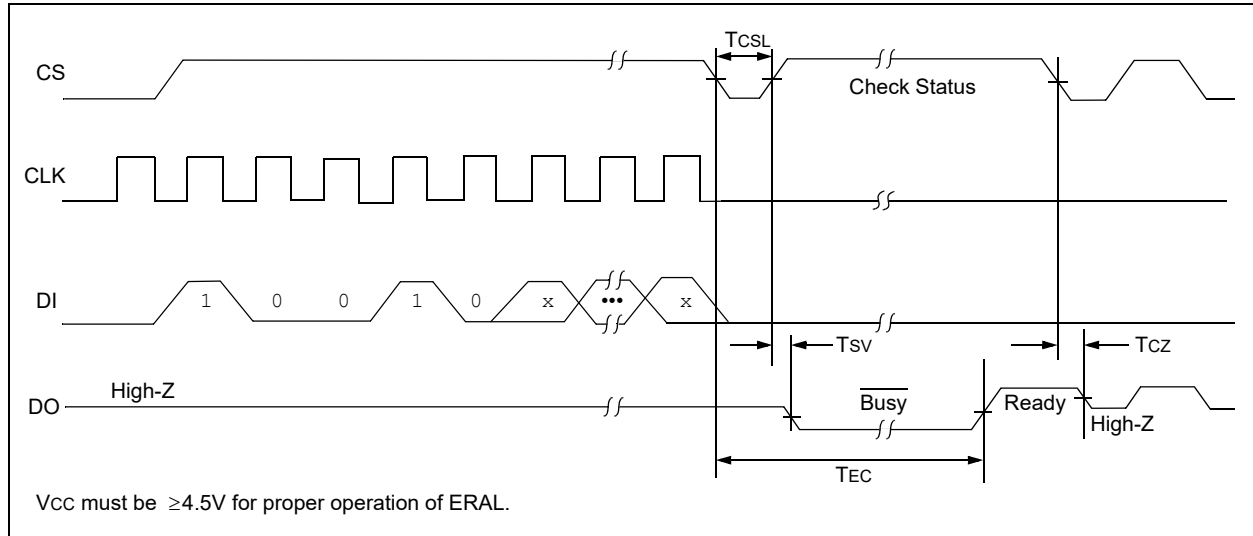 TCSL
CS
Check Status
CLK
DI 1 0 0 1 0 x ••• x
TSV TCZ
High-Z
DO Busy Ready High-Z
TEC
VCC must be ≥4.5V for proper operation of ERAL.